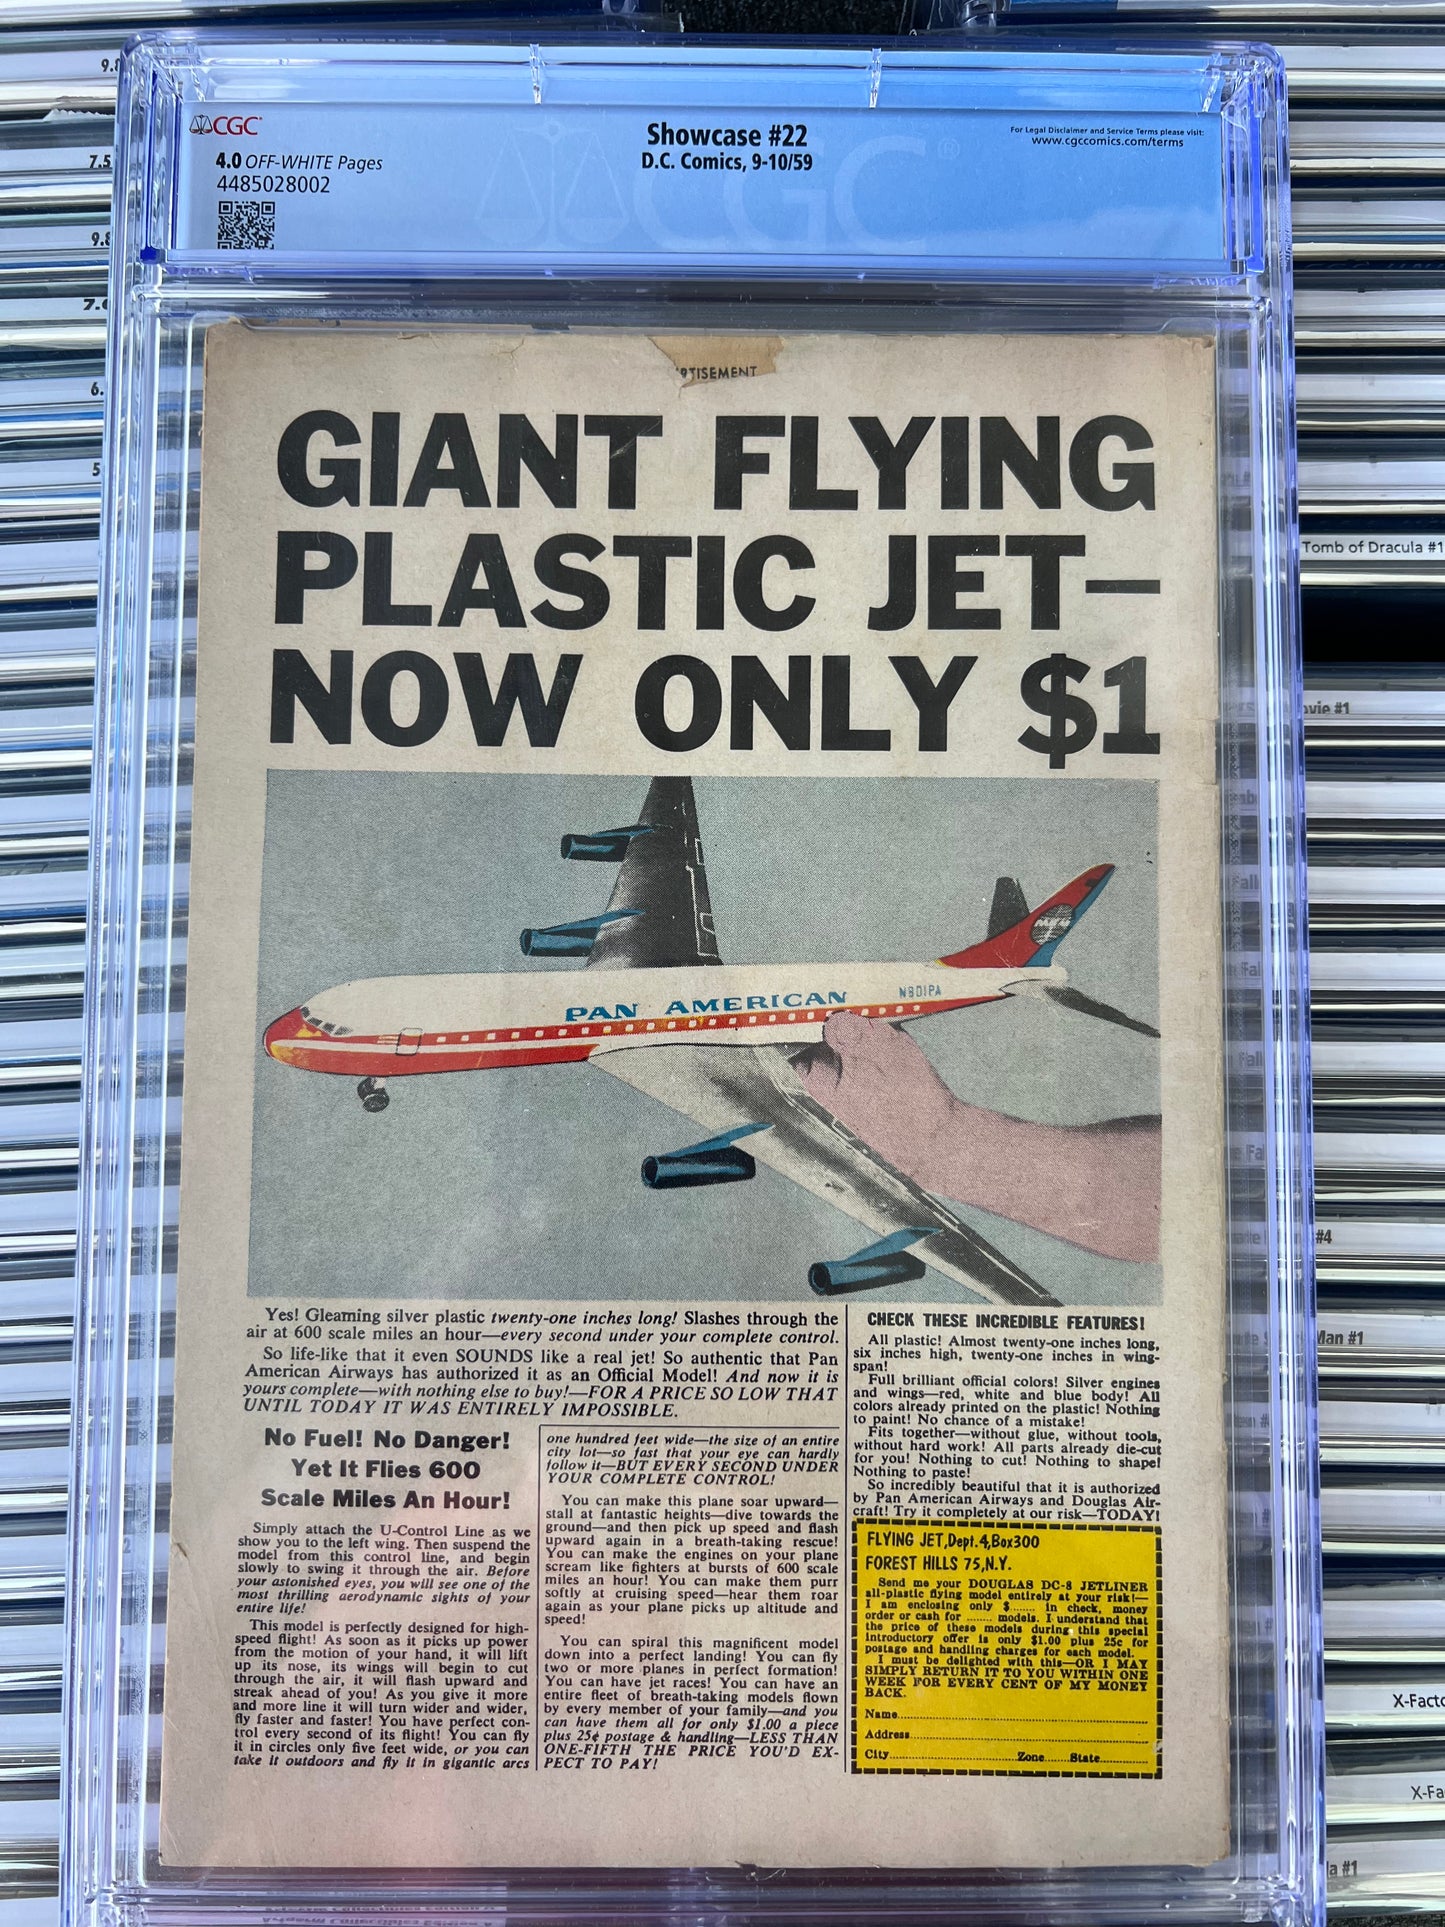 CGC
Showcase #22
D.C. Comics, 9-10/59
4.0 OFF-WHITE Pages
4485028002
For Legal Disclaimer and Service Terms please visit:
www.cgccomics.com/terms
GIANT FLYING
PLASTIC JET—
NOW ONLY $1
PAN AMERICAN
N801PA
Yes! Gleaming silver plastic twenty-one inches long! Slashes through the
air at 600 scale miles an hour—every second under your complete control.
So life-like that it even SOUNDS like a real jet! So authentic that Pan
American Airways has authorized it as an Official Model! And now it is
yours complete—with nothing else to buy!—FOR A PRICE SO LOW THAT
UNTIL TODAY IT WAS ENTIRELY IMPOSSIBLE.
No Fuel! No Danger!
Yet It Flies 600
Scale Miles An Hour!
Simply attach the U-Control Line as we
show you to the left wing. Then suspend the
model from this control line, and begin
slowly to swing it through the air. Before
your astonished eyes, you will see one of the
most thrilling aerodynamic sights of your
entire life!
This model is perfectly designed for high-
speed flight! As soon as it picks up power
from the motion of your hand, it will lift
up its nose, its wings will begin to cut
through the air, it will flash upward and
streak ahead of you! As you give it more
and more line it will turn wider and wider,
fly faster and faster! You have perfect con-
trol every second of its flight! You can fly
it in circles only five feet wide, or you can
take it outdoors and fly it in gigantic arcs
one hundred feet wide—the size of an entire
city lot—so fast that your eye can hardly
follow it—BUT EVERY SECOND UNDER
YOUR COMPLETE CONTROL!
You can make this plane soar upward—
stall at fantastic heights—dive towards the
ground—and then pick up speed and flash
upward again in a breath-taking rescue!
You can make the engines on your plane
scream like fighters at bursts of 600 scale
miles an hour! You can make them purr
softly at cruising speed—hear them roar
again as your plane picks up altitude and
speed!
You can spiral this magnificent model
down into a perfect landing! You can fly
two or more planes in perfect formation!
You can have jet races! You can have an
entire fleet of breath-taking models flown
by every member of your family—and you
can have them all for only $1.00 a piece
plus 25¢ postage & handling—LESS THAN
ONE-FIFTH THE PRICE YOU'D EX-
PECT TO PAY!
CHECK THESE INCREDIBLE FEATURES!
All plastic! Almost twenty-one inches long,
six inches high, twenty-one inches in wing-
span!
Full brilliant official colors! Silver engines
and wings—red, white and blue body! All
colors already printed on the plastic! Nothing
to paint! No chance of a mistake!
Fits together—without glue, without tools,
without hard work! All parts already die-cut
for you! Nothing to cut! Nothing to shape!
Nothing to paste!
So incredibly beautiful that it is authorized
by Pan American Airways and Douglas Air-
craft! Try it completely at our risk—TODAY!
FLYING JET, Dept. 4, Box 300
FOREST HILLS 75, N.Y.
Send me your DOUGLAS DC-8 JETLINER
all-plastic flying model entirely at your risk!—
I am enclosing only $........ in check, money
order or cash for ........ models. I understand that
the price of these models during this special
introductory offer is only $1.00 plus 25c for
postage and handling charges for each model.
I must be delighted with this—OR I MAY
SIMPLY RETURN IT TO YOU WITHIN ONE
WEEK FOR EVERY CENT OF MY MONEY
BACK.
Name
Address
City Zone State
9.8
7.5
9.8
6.
5
Tomb of Dracula #1
#4
Man #1
X-Facto
X-Fa
#1